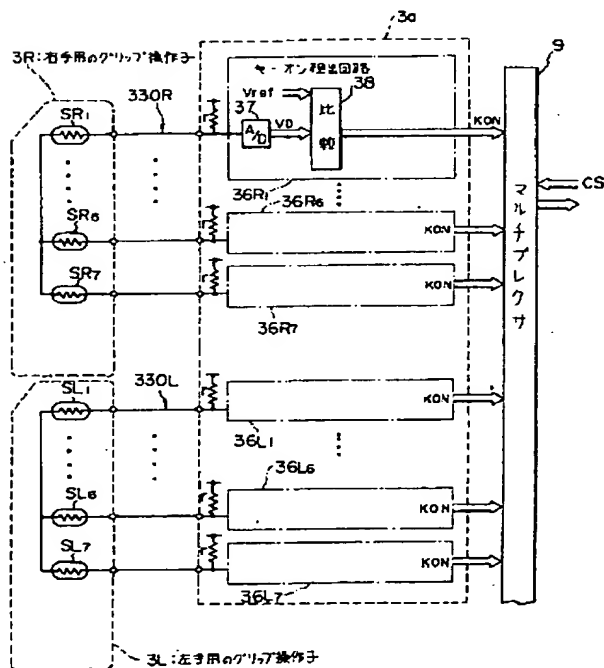 3a
3R:右手用のグリップ操作子
キーオン検出回路
9
SR1
330R
Vref
38
37
A/D
VD
比較
KON
CS
マルチプレクサ
36R1
36R6
SR6
KON
SR7
KON
36R7
SL1
330L
KON
36L1
SL6
36L6
KON
SL7
KON
36L7
3L:左手用のグリップ操作子